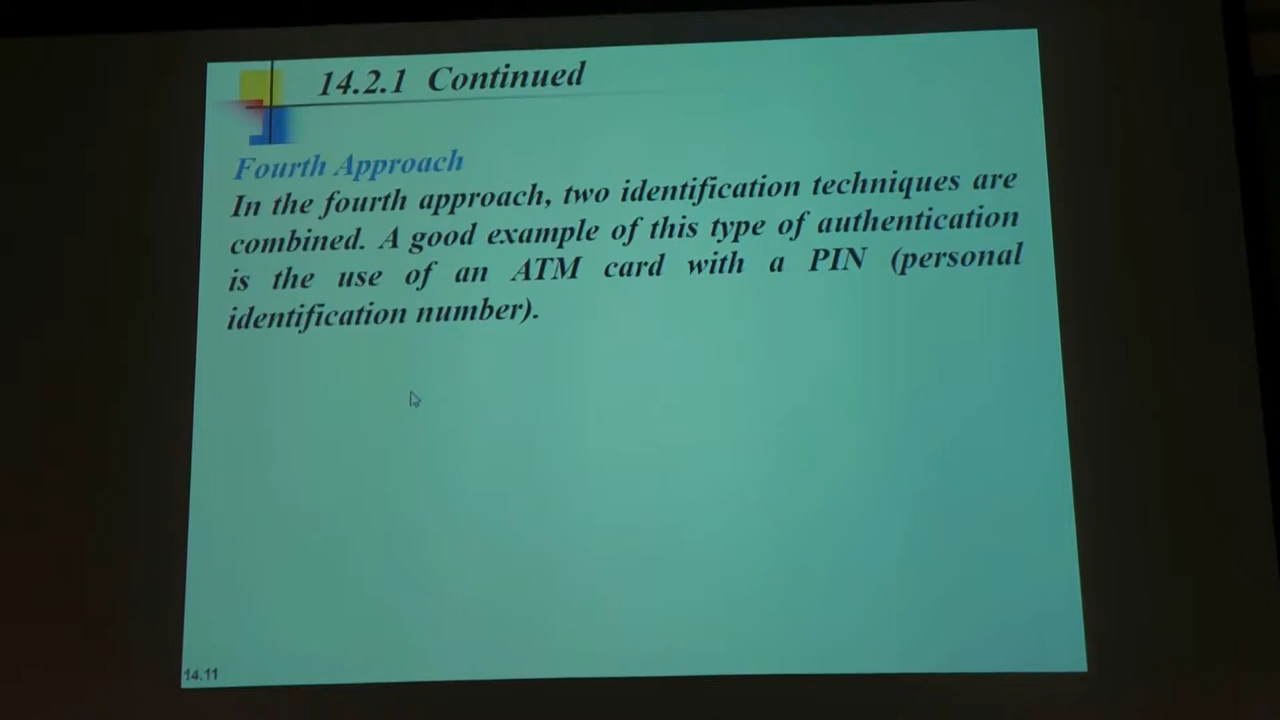 14.2.1 Continued
Fourth Approach
In the fourth approach, two identification techniques are
combined. A good example of this type of authentication
is the use of an ATM card with a PIN (personal
identification number).
14.11